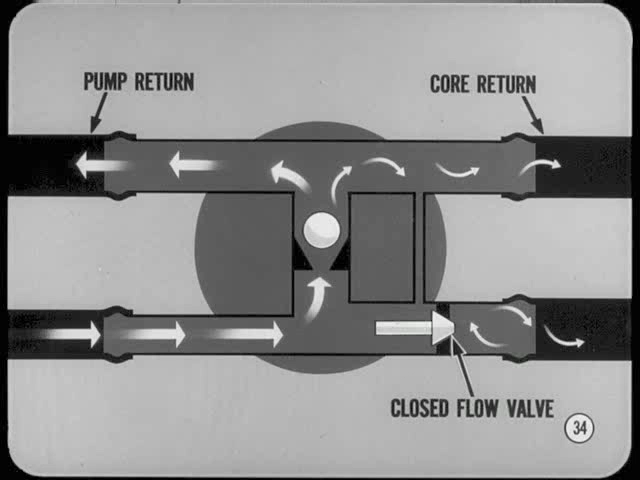 PUMP RETURN
CORE RETURN
CLOSED FLOW VALVE
34